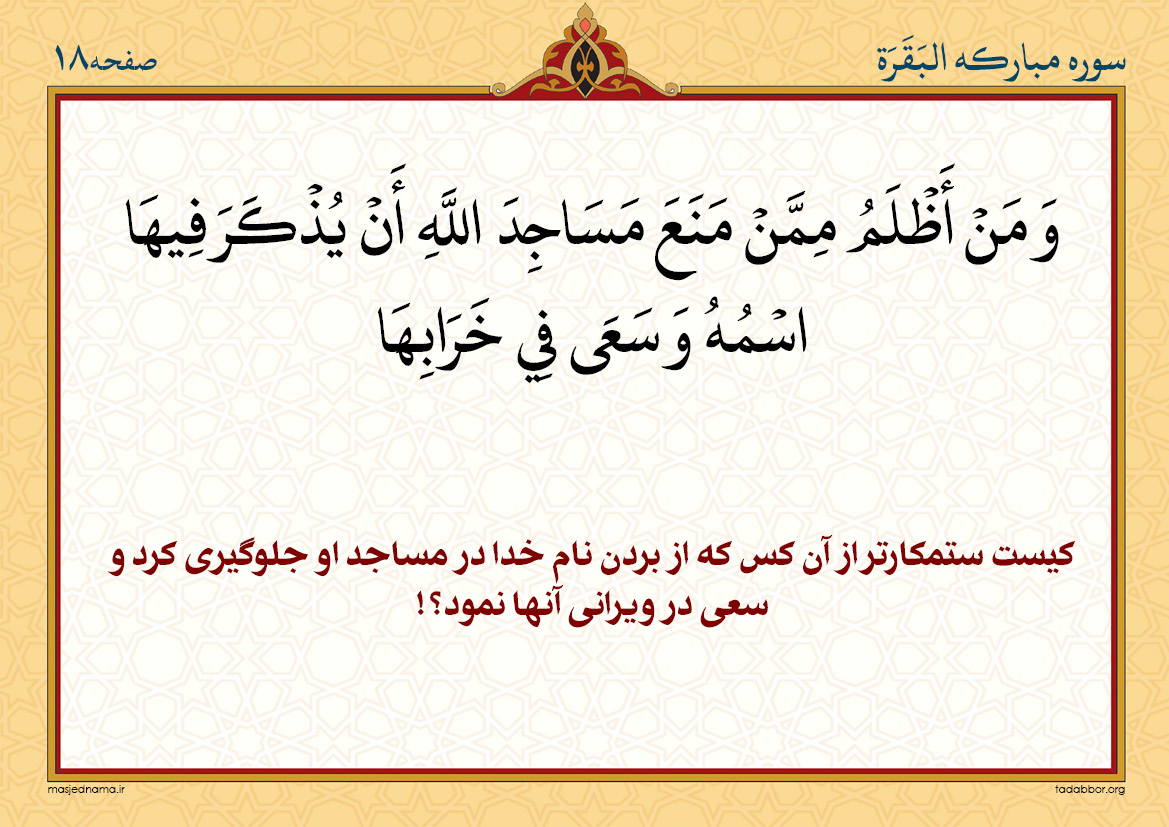 سوره مبارکه البَقَرَة
صفحه۱۸
وَ مَنْ أَظْلَمُ مِمَّنْ مَنَعَ مَسَاجِدَ اللَّهِ أَنْ يُذْكَرَ فِيهَا
اسْمُهُ وَ سَعَى فِي خَرَابِهَا
کیست ستمکارتر از آن کس که از بردن نام خدا در مساجد او جلوگیری کرد و
سعی در ویرانی آنها نمود؟!
masjednama.ir
tadabbor.org